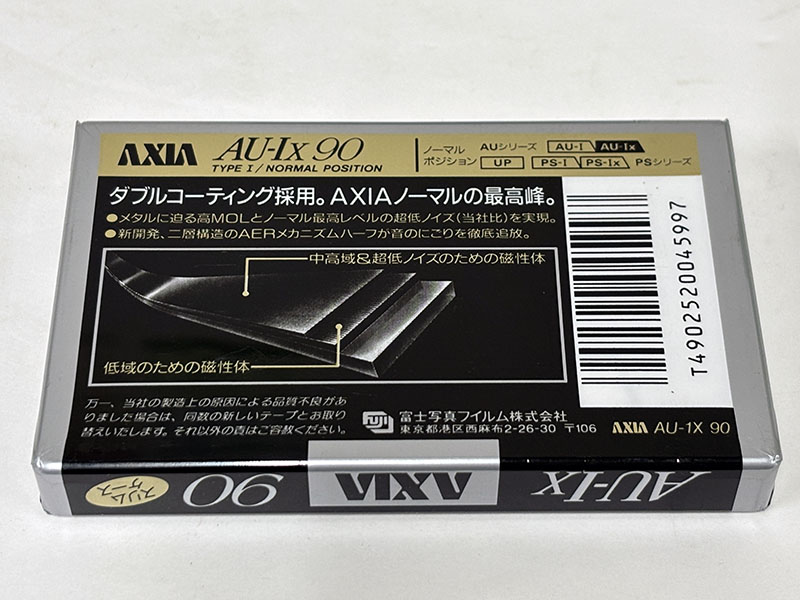 AXIA AU-Ix 90
TYPE I / NORMAL POSITION
ノーマル
ポジション
AUシリーズ AU-I AU-Ix
UP PS-I PS-Ix PSシリーズ
ダブルコーティング採用。AXIAノーマルの最高峰。
●メタルに迫る高MOLとノーマル最高レベルの超低ノイズ(当社比)を実現。
●新開発、二層構造のAERメカニズムハーフが音のにごりを徹底追放。
中高域&超低ノイズのための磁性体
低域のための磁性体
T4902520045997
万一、当社の製造上の原因による品質不良があ
りました場合は、同数の新しいテープとお取り
替えいたします。それ以外の責はご容赦ください。
FUJI 富士写真フイルム株式会社
東京都港区西麻布2-26-30 〒106
AXIA AU-1X 90
AU-Ix AXIA 90 スリムケース